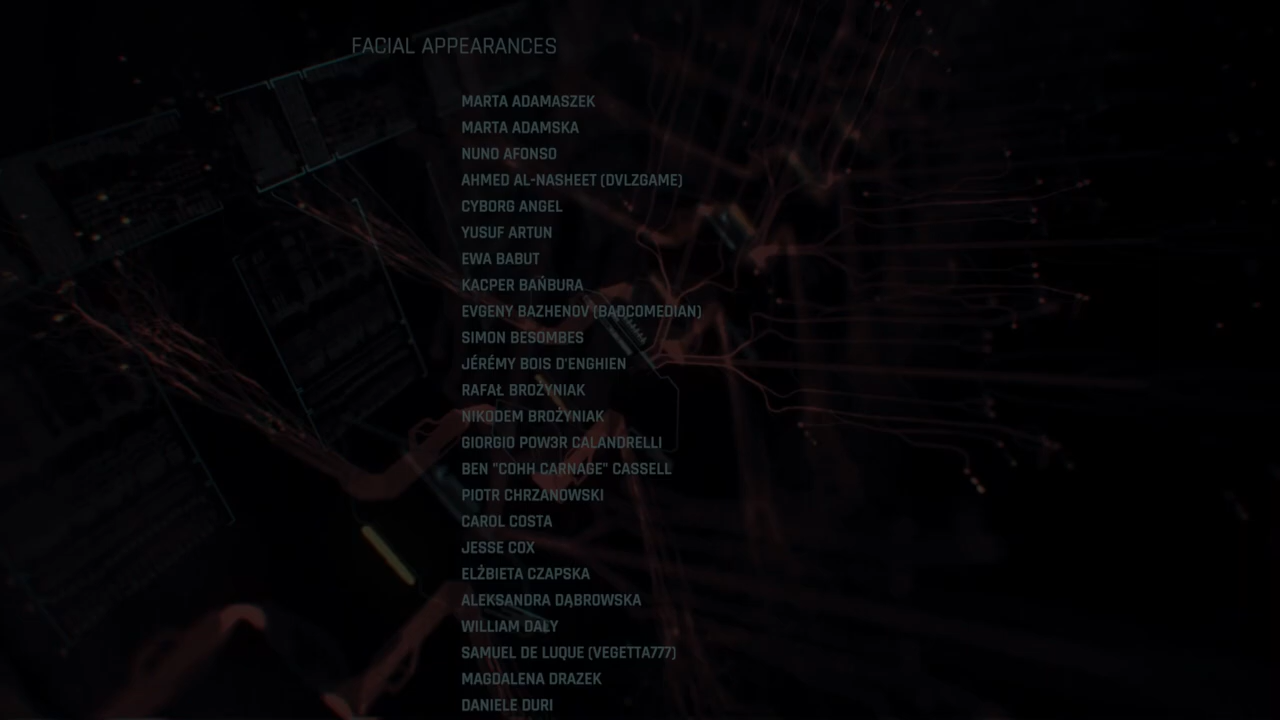 FACIAL APPEARANCES
MARTA ADAMASZEK
MARTA ADAMSKA
NUNO AFONSO
AHMED AL-NASHEET (DVLZGAME)
CYBORG ANGEL
YUSUF ARTUN
EWA BABUT
KACPER BAŃBURA
EVGENY BAZHENOV (BADCOMEDIAN)
SIMON BESOMBES
JÉRÉMY BOIS D'ENGHIEN
RAFAŁ BROŻYNIAK
NIKODEM BROŻYNIAK
GIORGIO POW3R CALANDRELLI
BEN "COHH CARNAGE" CASSELL
PIOTR CHRZANOWSKI
CAROL COSTA
JESSE COX
ELŻBIETA CZAPSKA
ALEKSANDRA DĄBROWSKA
WILLIAM DALY
SAMUEL DE LUQUE (VEGETTA777)
MAGDALENA DRAZEK
DANIELE DURI